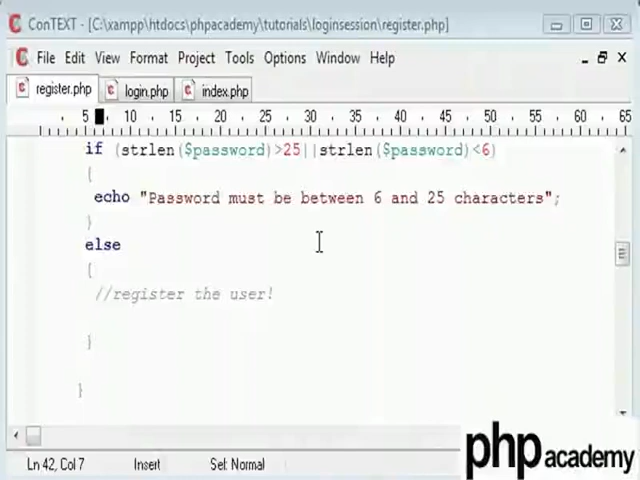 ConTEXT - [C:\xampp\htdocs\phpacademy\tutorials\loginsession\register.php]
File Edit View Format Project Tools Options Window Help
register.php login.php index.php
5 10 15 20 25 30 35 40 45 50 55 60 65
if (strlen($password)>25||strlen($password)<6)
{
echo "Password must be between 6 and 25 characters";
}
else
{
//register the user!
}
}
Ln 42, Col 7 Insert Sel: Normal
php academy